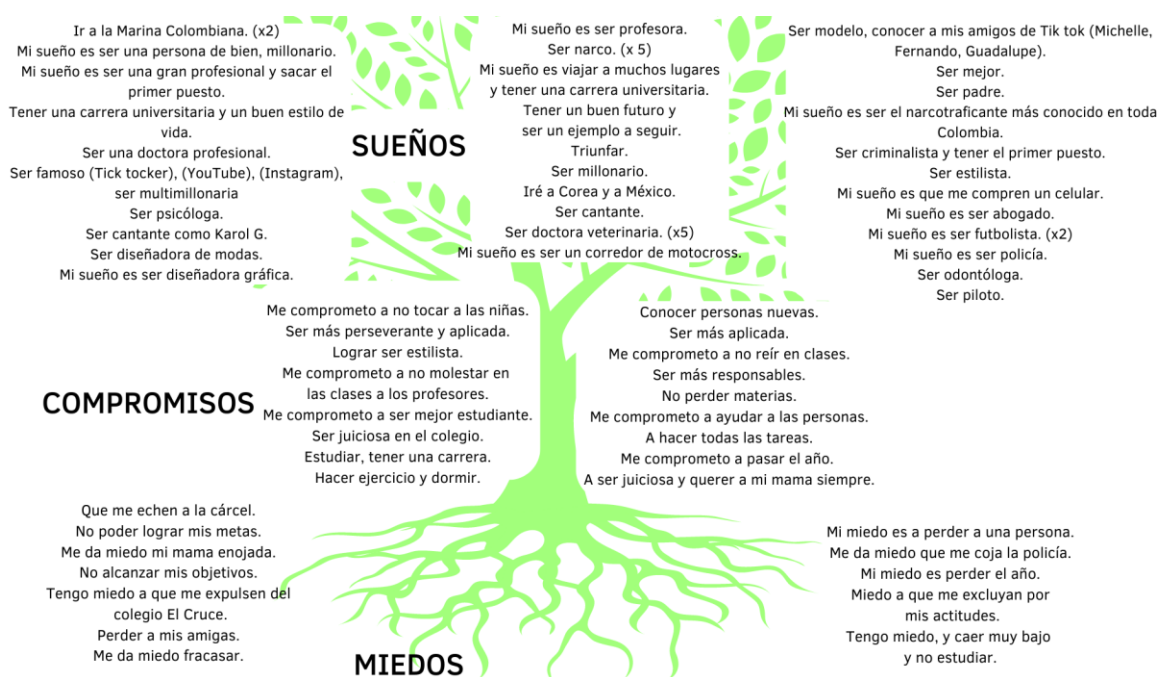 Ir a la Marina Colombiana. (x2)
Mi sueño es ser una persona de bien, millonario.
Mi sueño es ser una gran profesional y sacar el
primer puesto.
Tener una carrera universitaria y un buen estilo de
vida.
Ser una doctora profesional.
Ser famoso (Tick tocker), (YouTube), (Instagram),
ser multimillonaria
Ser psicóloga.
Ser cantante como Karol G.
Ser diseñadora de modas.
Mi sueño es ser diseñadora gráfica.
SUEÑOS
Mi sueño es ser profesora.
Ser narco. (x 5)
Mi sueño es viajar a muchos lugares
y tener una carrera universitaria.
Tener un buen futuro y
ser un ejemplo a seguir.
Triunfar.
Ser millonario.
Iré a Corea y a México.
Ser cantante.
Ser doctora veterinaria. (x5)
Mi sueño es ser un corredor de motocross.
Ser modelo, conocer a mis amigos de Tik tok (Michelle,
Fernando, Guadalupe).
Ser mejor.
Ser padre.
Mi sueño es ser el narcotraficante más conocido en toda
Colombia.
Ser criminalista y tener el primer puesto.
Ser estilista.
Mi sueño es que me compren un celular.
Mi sueño es ser abogado.
Mi sueño es ser futbolista. (x2)
Mi sueño es ser policía.
Ser odontóloga.
Ser piloto.
COMPROMISOS
Me comprometo a no tocar a las niñas.
Ser más perseverante y aplicada.
Lograr ser estilista.
Me comprometo a no molestar en
las clases a los profesores.
Me comprometo a ser mejor estudiante.
Ser juiciosa en el colegio.
Estudiar, tener una carrera.
Hacer ejercicio y dormir.
Conocer personas nuevas.
Ser más aplicada.
Me comprometo a no reír en clases.
Ser más responsables.
No perder materias.
Me comprometo a ayudar a las personas.
A hacer todas las tareas.
Me comprometo a pasar el año.
A ser juiciosa y querer a mi mama siempre.
Que me echen a la cárcel.
No poder lograr mis metas.
Me da miedo mi mama enojada.
No alcanzar mis objetivos.
Tengo miedo a que me expulsen del
colegio El Cruce.
Perder a mis amigas.
Me da miedo fracasar.
MIEDOS
Mi miedo es a perder a una persona.
Me da miedo que me coja la policía.
Mi miedo es perder el año.
Miedo a que me excluyan por
mis actitudes.
Tengo miedo, y caer muy bajo
y no estudiar.